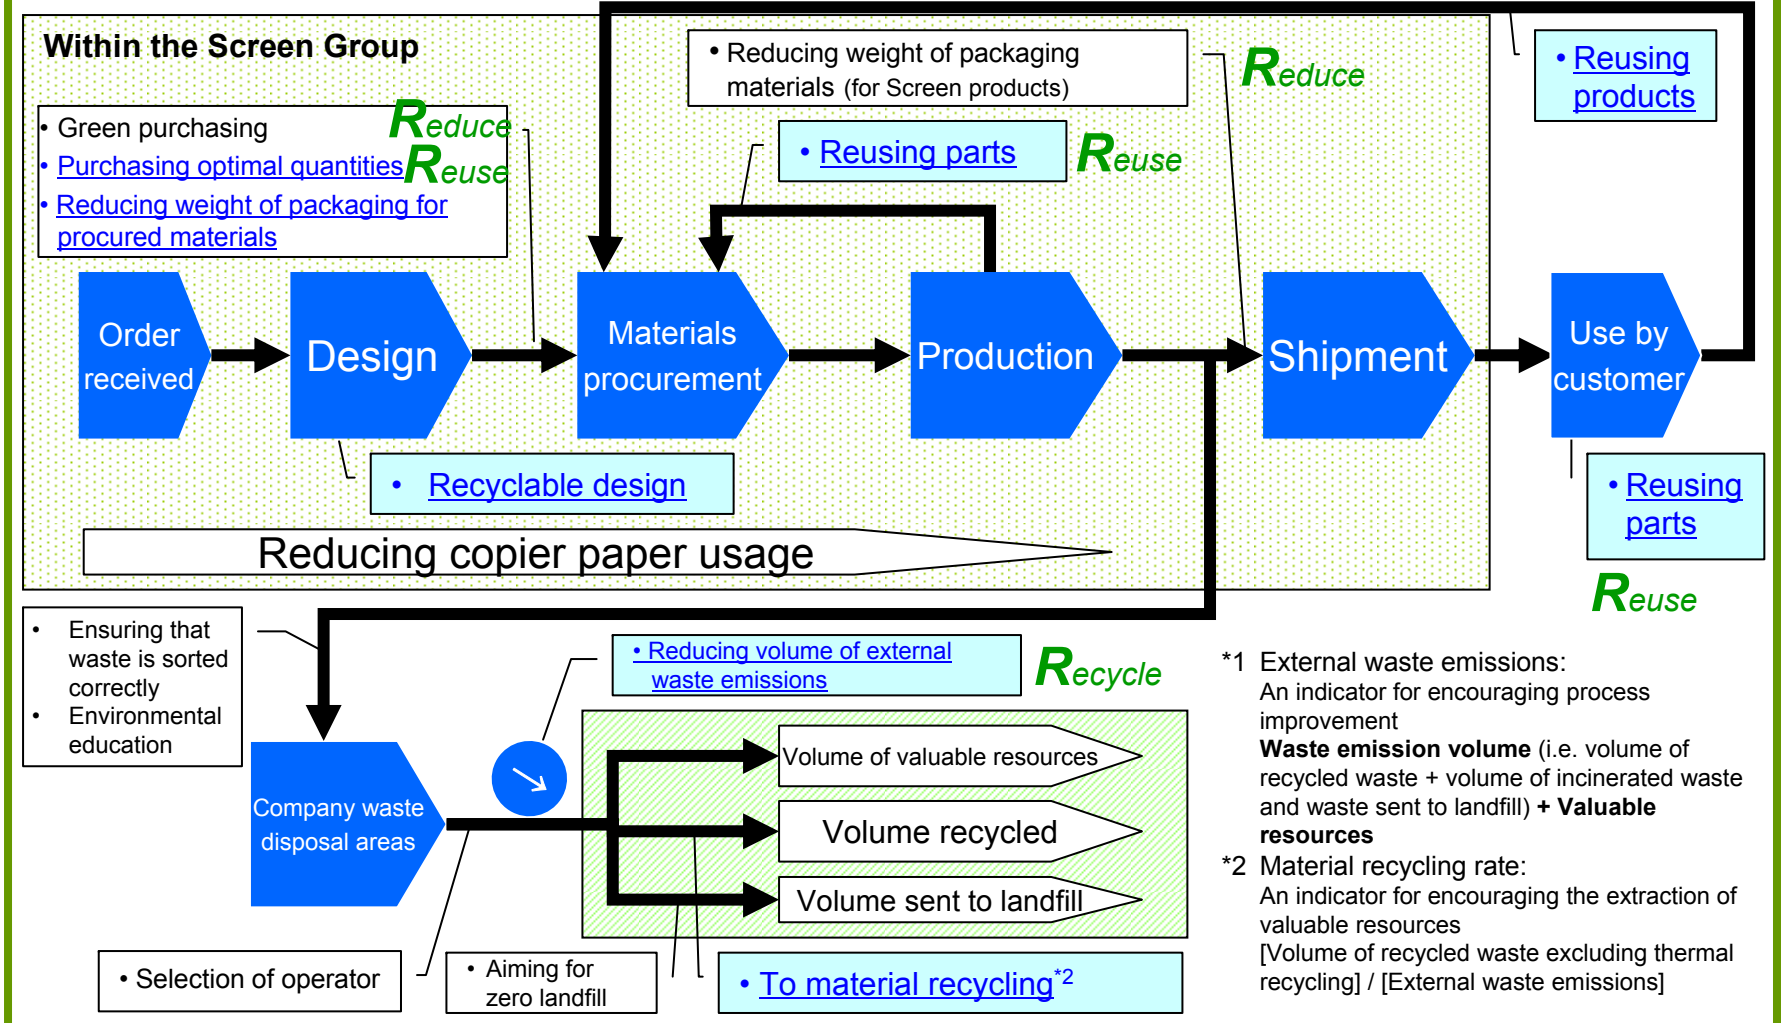 Within the Screen Group
• Reducing weight of packaging
materials (for Screen products)
Reduce
• Reusing
products
• Green purchasing
Reduce
• Purchasing optimal quantities
Reuse
• Reducing weight of packaging for
procured materials
• Reusing parts
Reuse
Order
received
Design
Materials
procurement
Production
Shipment
Use by
customer
• Recyclable design
• Reusing
parts
Reuse
Reducing copier paper usage
• Ensuring that
waste is sorted
correctly
• Environmental
education
• Reducing volume of external
waste emissions
Recycle
Company waste
disposal areas
Volume of valuable resources
Volume recycled
Volume sent to landfill
• Selection of operator
• Aiming for
zero landfill
• To material recycling*2
*1 External waste emissions:
An indicator for encouraging process
improvement
Waste emission volume (i.e. volume of
recycled waste + volume of incinerated waste
and waste sent to landfill) + Valuable
resources
*2 Material recycling rate:
An indicator for encouraging the extraction of
valuable resources
[Volume of recycled waste excluding thermal
recycling] / [External waste emissions]